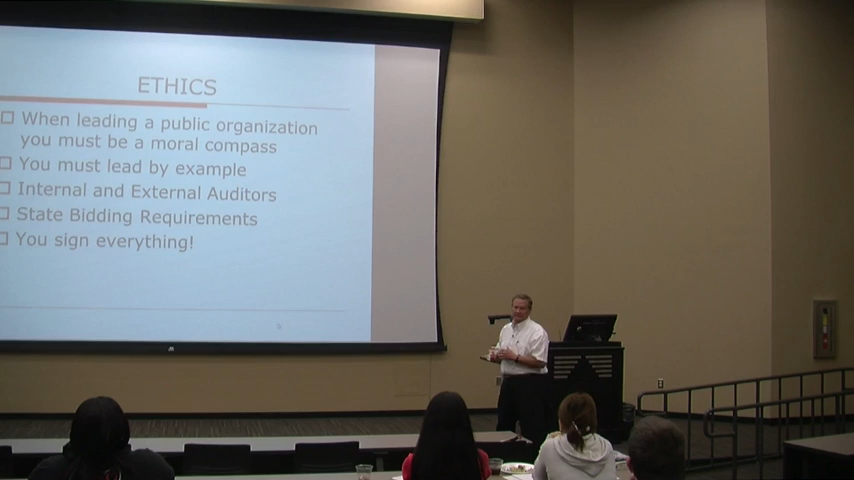 ETHICS
When leading a public organization
you must be a moral compass
You must lead by example
Internal and External Auditors
State Bidding Requirements
You sign everything!